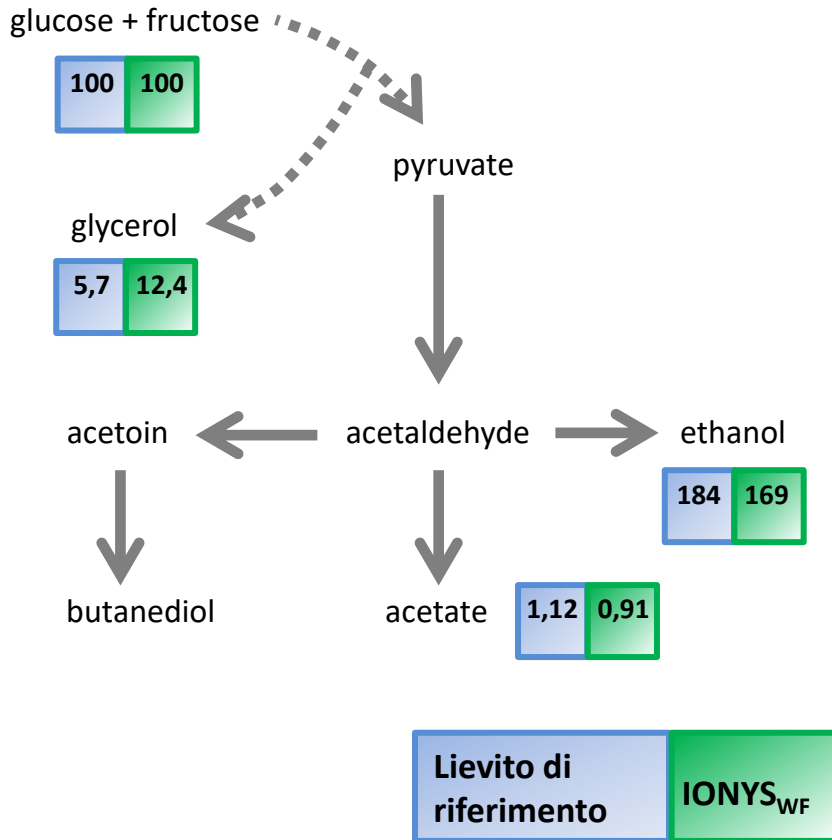 glucose + fructose
100 100
pyruvate
glycerol
5,7 12,4
acetoin acetaldehyde ethanol
184 169
butanediol acetate 1,12 0,91
Lievito di
riferimento IONYSWF